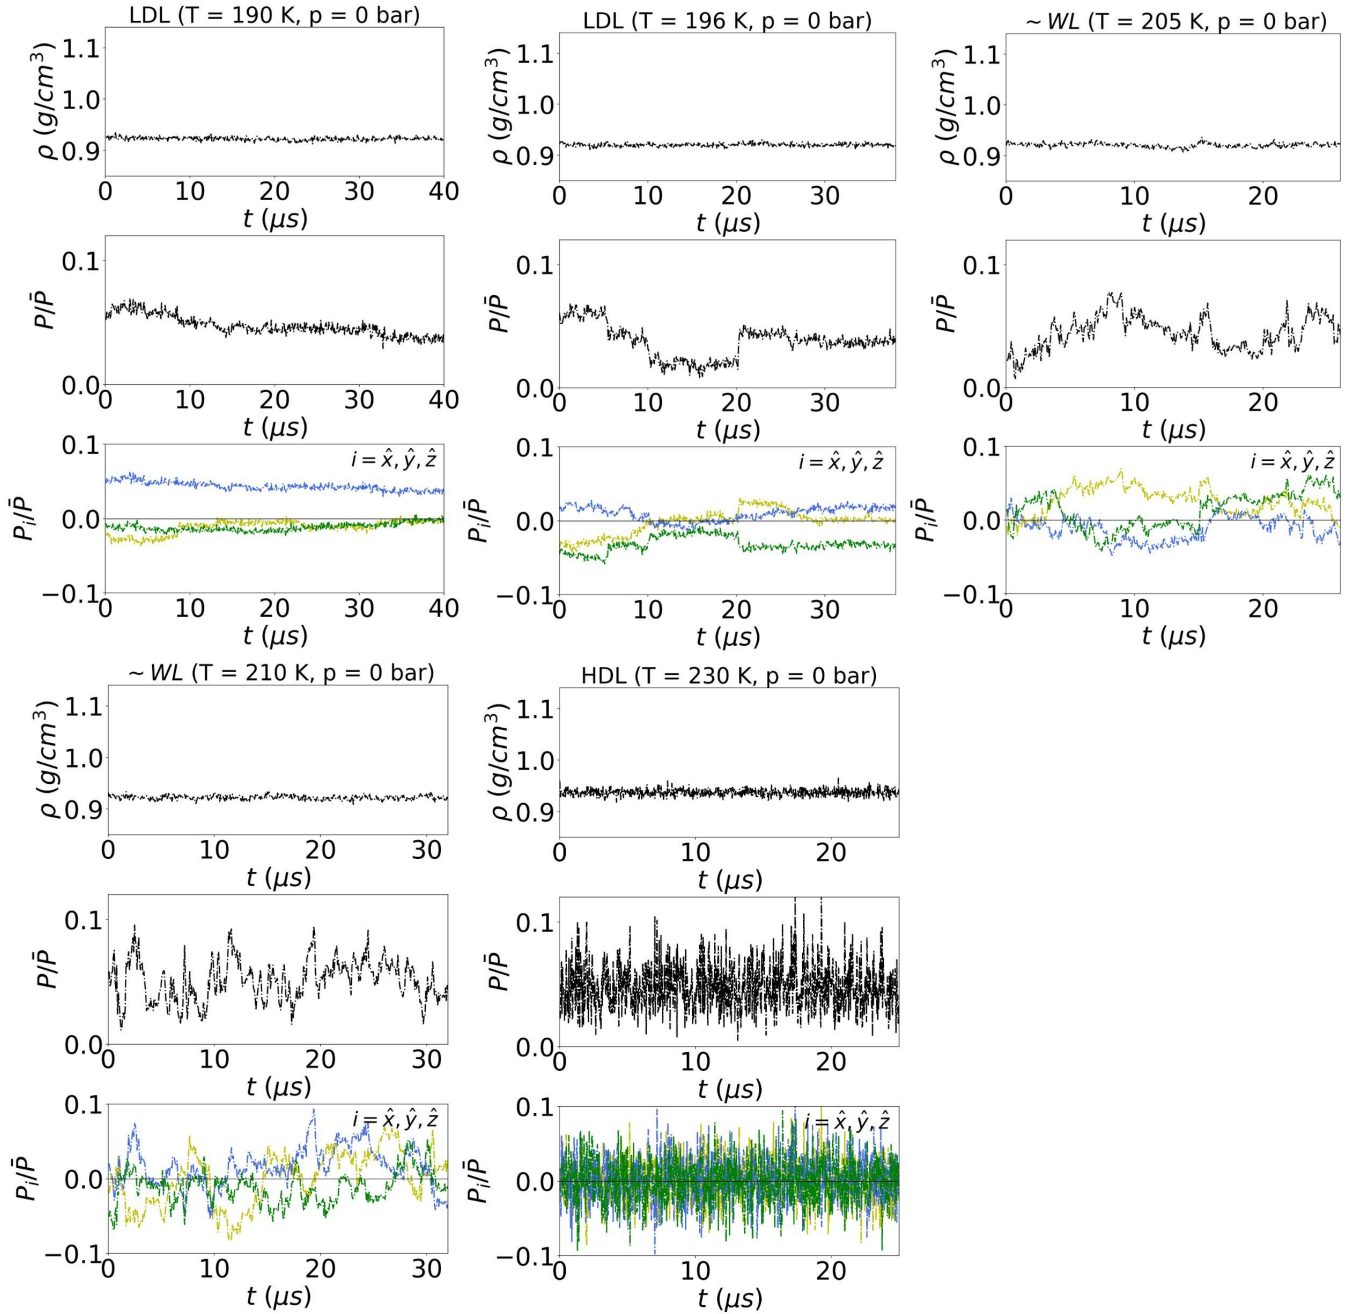 LDL (T = 190 K, p = 0 bar)
ρ (g/cm³)
1.1
1.0
0.9
0 10 20 30 40
t (μs)
P/P̄
0.1
0.0
0 10 20 30 40
t (μs)
Pᵢ/P̄
0.1
0.0
−0.1
i = x̂, ŷ, ẑ
0 10 20 30 40
t (μs)
LDL (T = 196 K, p = 0 bar)
ρ (g/cm³)
1.1
1.0
0.9
0 10 20 30
t (μs)
P/P̄
0.1
0.0
0 10 20 30
t (μs)
Pᵢ/P̄
0.1
0.0
−0.1
i = x̂, ŷ, ẑ
0 10 20 30
t (μs)
~ WL (T = 205 K, p = 0 bar)
ρ (g/cm³)
1.1
1.0
0.9
0 10 20
t (μs)
P/P̄
0.1
0.0
0 10 20
t (μs)
Pᵢ/P̄
0.1
0.0
−0.1
i = x̂, ŷ, ẑ
0 10 20
t (μs)
~ WL (T = 210 K, p = 0 bar)
ρ (g/cm³)
1.1
1.0
0.9
0 10 20 30
t (μs)
P/P̄
0.1
0.0
0 10 20 30
t (μs)
Pᵢ/P̄
0.1
0.0
−0.1
i = x̂, ŷ, ẑ
0 10 20 30
t (μs)
HDL (T = 230 K, p = 0 bar)
ρ (g/cm³)
1.1
1.0
0.9
0 10 20
t (μs)
P/P̄
0.1
0.0
0 10 20
t (μs)
Pᵢ/P̄
0.1
0.0
−0.1
i = x̂, ŷ, ẑ
0 10 20
t (μs)